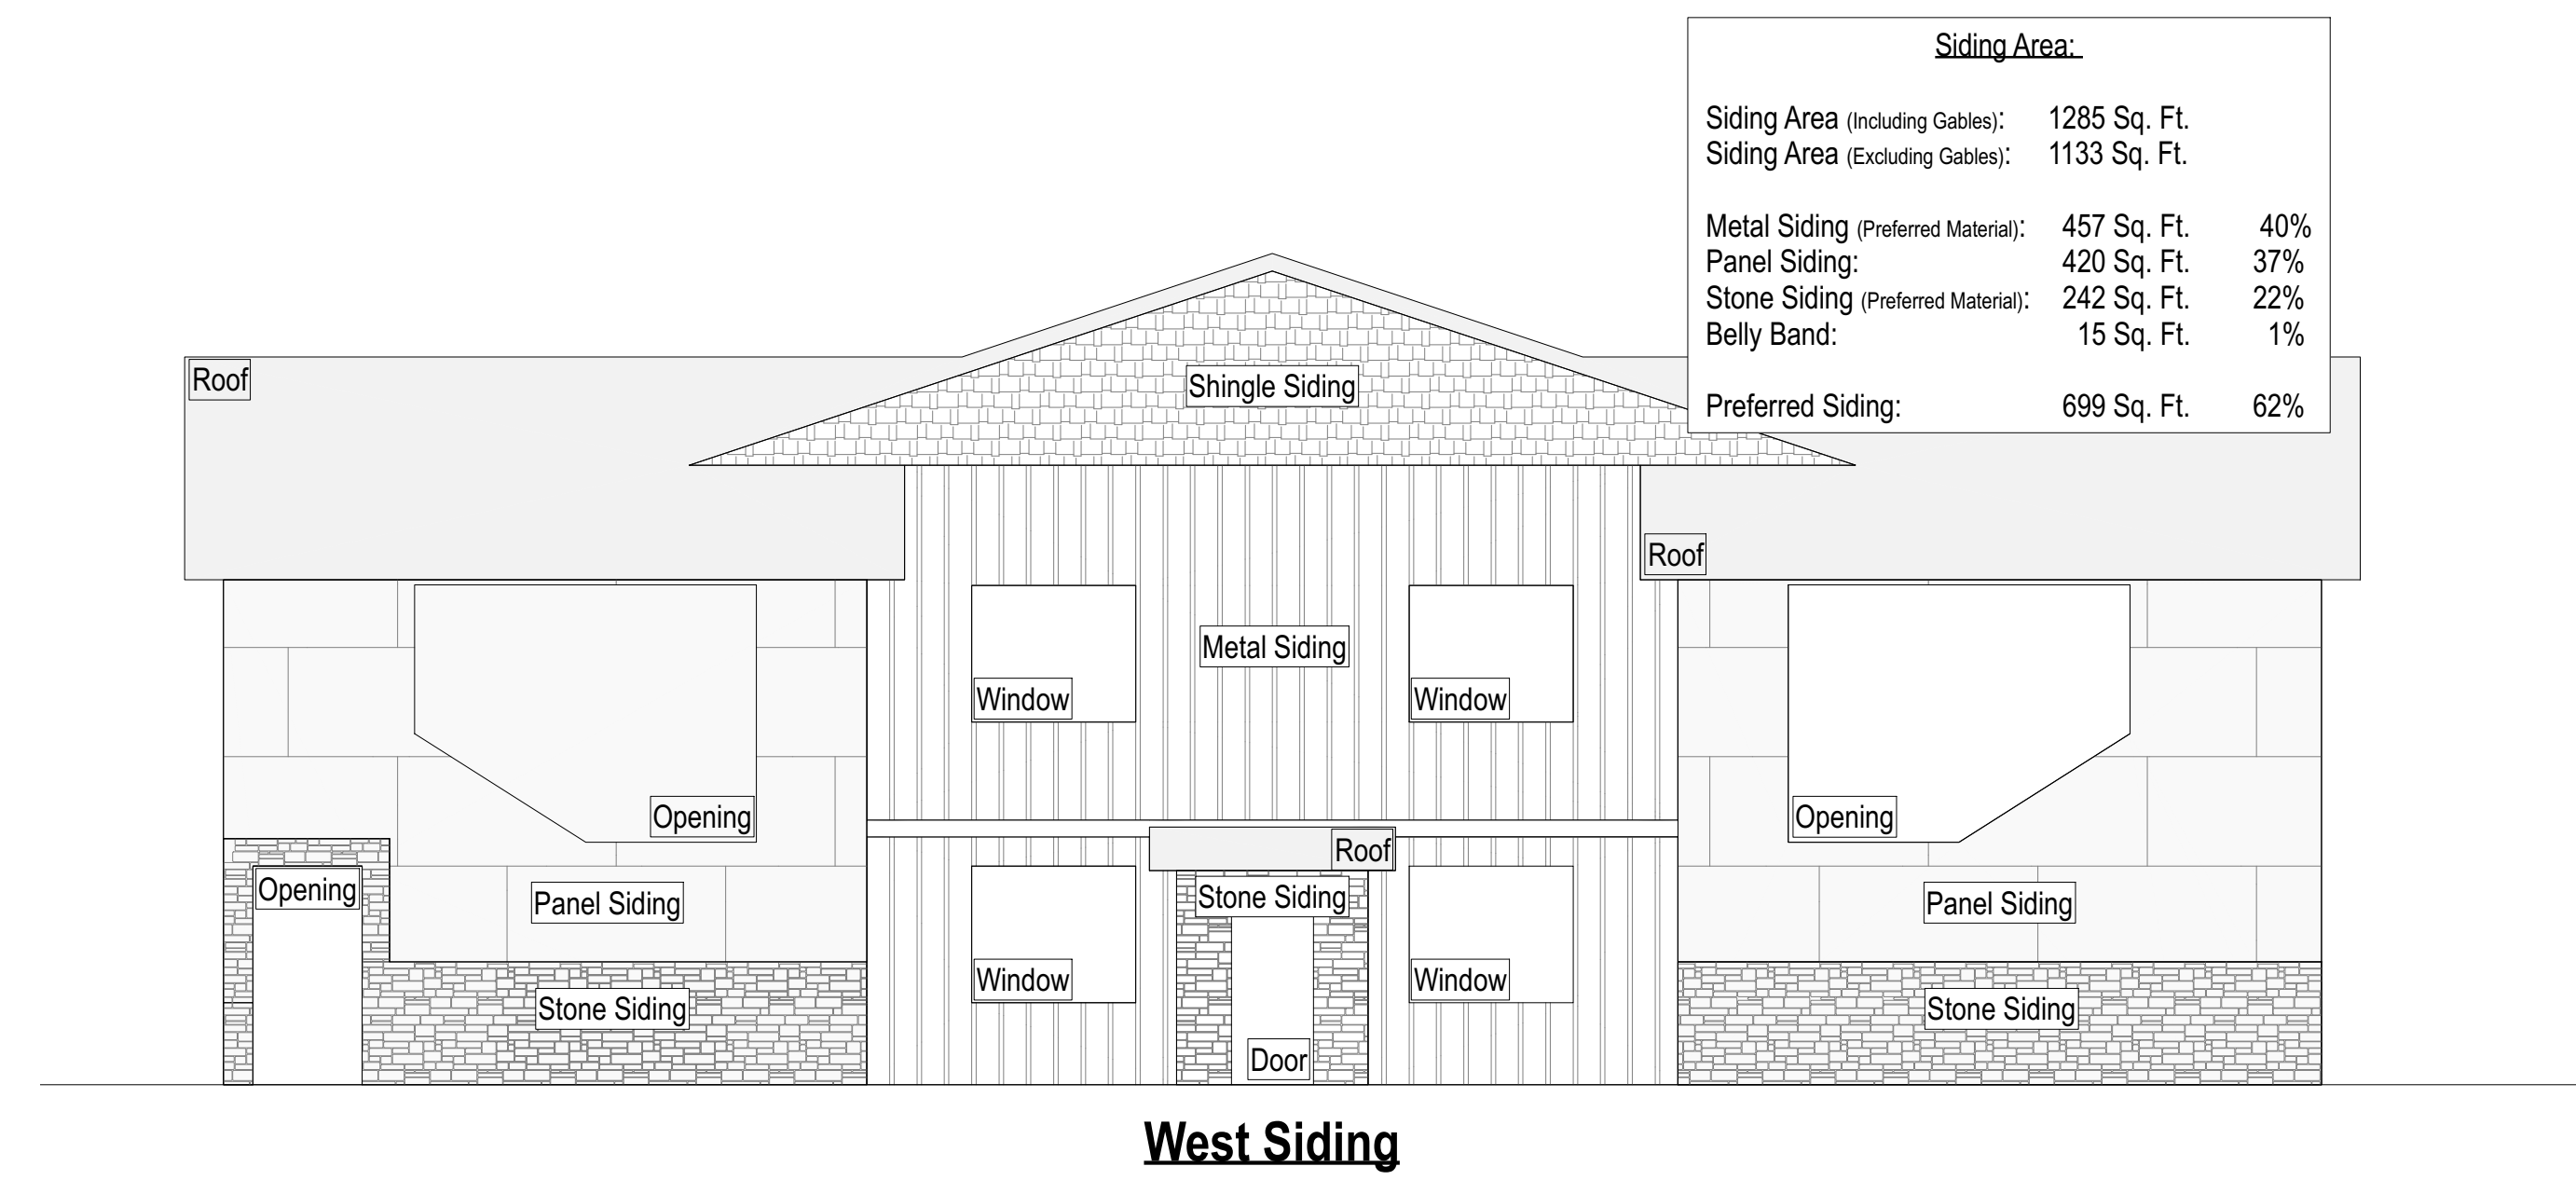 Siding Area:
Siding Area (Including Gables): 1285 Sq. Ft.
Siding Area (Excluding Gables): 1133 Sq. Ft.
Metal Siding (Preferred Material): 457 Sq. Ft. 40%
Panel Siding: 420 Sq. Ft. 37%
Stone Siding (Preferred Material): 242 Sq. Ft. 22%
Belly Band: 15 Sq. Ft. 1%
Preferred Siding: 699 Sq. Ft. 62%
Roof
Shingle Siding
Roof
Metal Siding
Window
Window
Opening
Opening
Roof
Opening
Panel Siding
Stone Siding
Panel Siding
Window
Window
Stone Siding
Stone Siding
Door
West Siding